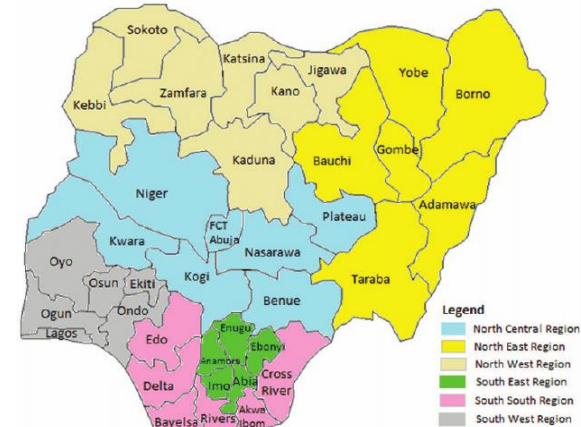 Sokoto
Katsina
Jigawa
Yobe
Borno
Kebbi
Zamfara
Kano
Kaduna
Bauchi
Gombe
Niger
Adamawa
FCT
Abuja
Plateau
Kwara
Nasarawa
Taraba
Oyo
Kogi
Osun
Ekiti
Benue
Ogun
Ondo
Lagos
Edo
Enugu
Ebonyi
Anambra
Delta
Imo
Abia
Cross
River
Bayelsa
Rivers
Akwa
Ibom
Legend
North Central Region
North East Region
North West Region
South East Region
South South Region
South West Region